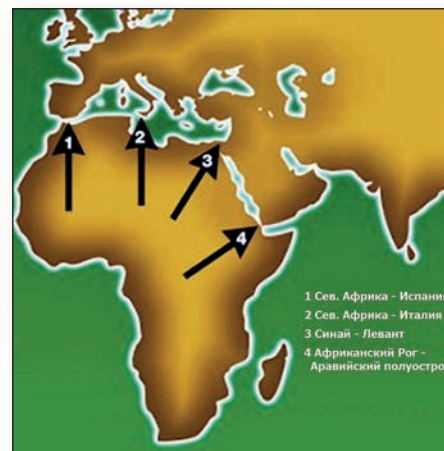 1
2
3
4
1 Сев. Африка - Испани
2 Сев. Африка - Италия
3 Синай - Левант
4 Африканский Рог -
Аравийский полуостро